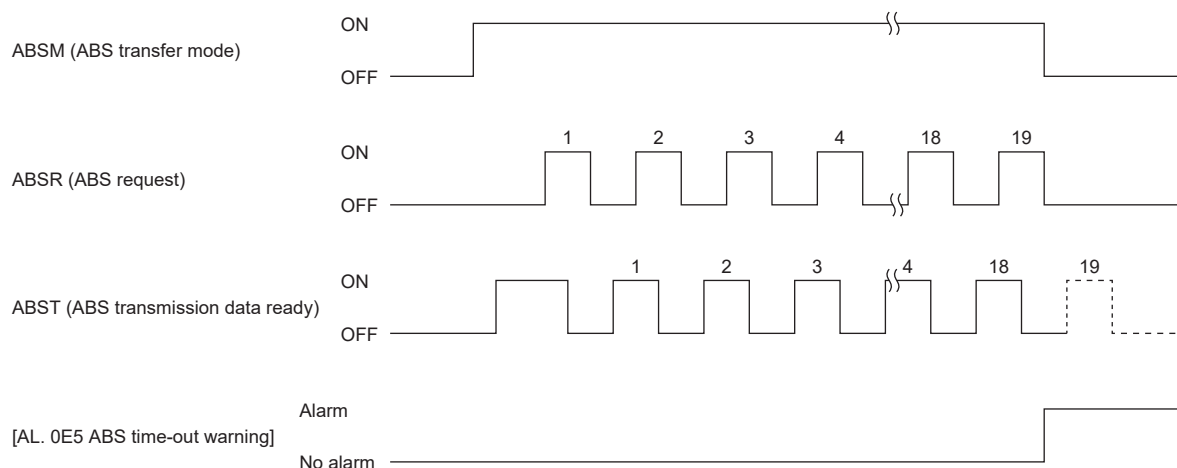 ON
ABSM (ABS transfer mode)
OFF
1 2 3 4 18 19
ON
ABSR (ABS request)
OFF
1 2 3 4 18 19
ON
ABST (ABS transmission data ready)
OFF
Alarm
[AL. 0E5 ABS time-out warning]
No alarm